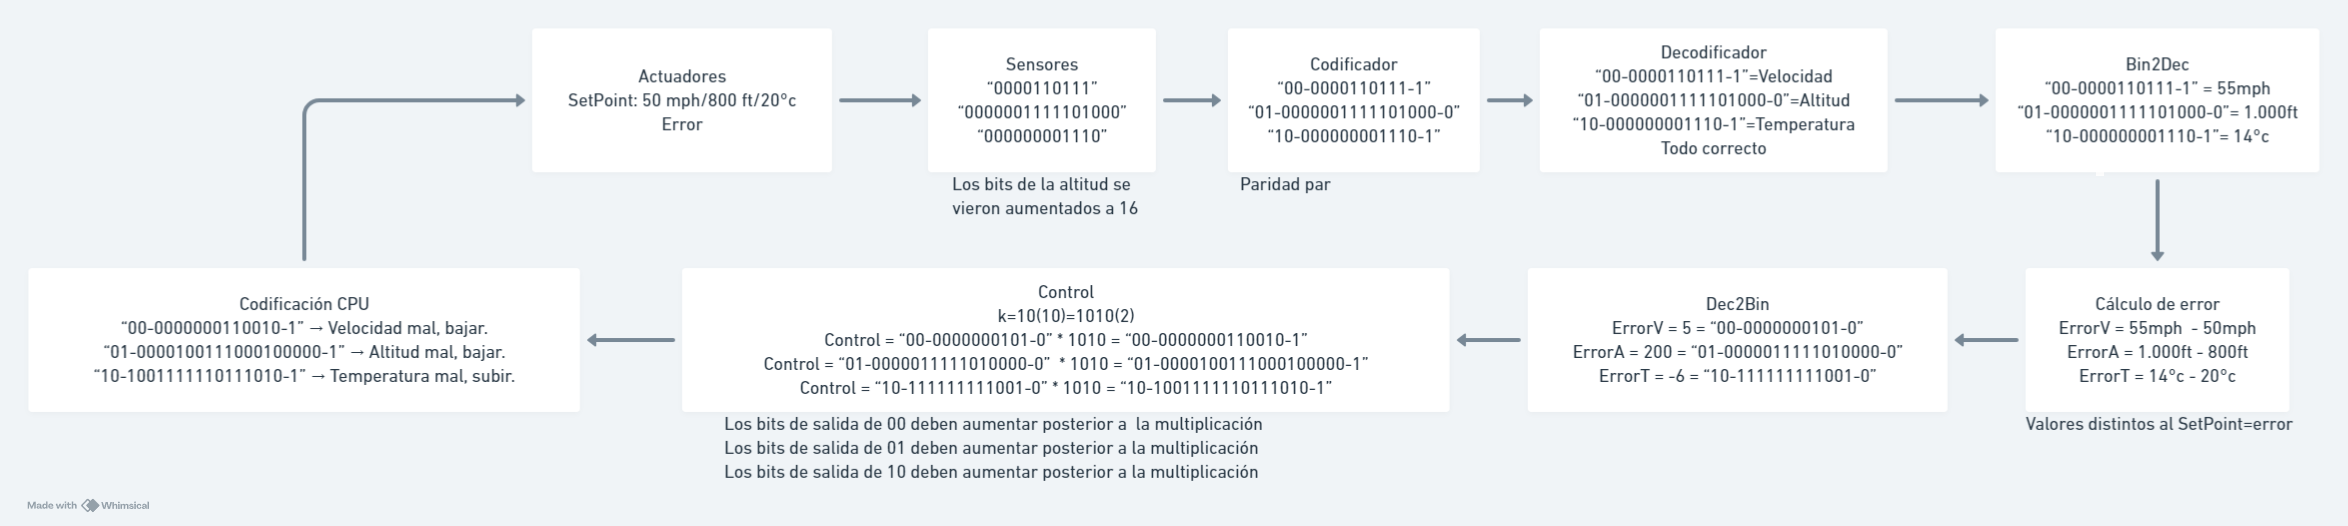 Actuadores
SetPoint: 50 mph/800 ft/20°c
Error
Sensores
“0000110111”
“0000001111101000”
“000000001110”
Los bits de la altitud se
vieron aumentados a 16
Codificador
“00-0000110111-1”
“01-0000001111101000-0”
“10-000000001110-1”
Paridad par
Decodificador
“00-0000110111-1”=Velocidad
“01-0000001111101000-0”=Altitud
“10-000000001110-1”=Temperatura
Todo correcto
Bin2Dec
“00-0000110111-1” = 55mph
“01-0000001111101000-0”= 1.000ft
“10-000000001110-1”= 14°c
Cálculo de error
ErrorV = 55mph - 50mph
ErrorA = 1.000ft - 800ft
ErrorT = 14°c - 20°c
Valores distintos al SetPoint=error
Dec2Bin
ErrorV = 5 = “00-0000000101-0”
ErrorA = 200 = “01-0000011111010000-0”
ErrorT = -6 = “10-111111111001-0”
Control
k=10(10)=1010(2)
Control = “00-0000000101-0” * 1010 = “00-0000000110010-1”
Control = “01-0000011111010000-0” * 1010 = “01-0000100111000100000-1”
Control = “10-111111111001-0” * 1010 = “10-1001111110111010-1”
Los bits de salida de 00 deben aumentar posterior a la multiplicación
Los bits de salida de 01 deben aumentar posterior a la multiplicación
Los bits de salida de 10 deben aumentar posterior a la multiplicación
Codificación CPU
“00-0000000110010-1” → Velocidad mal, bajar.
“01-0000100111000100000-1” → Altitud mal, bajar.
“10-1001111110111010-1” → Temperatura mal, subir.
Made with Whimsical